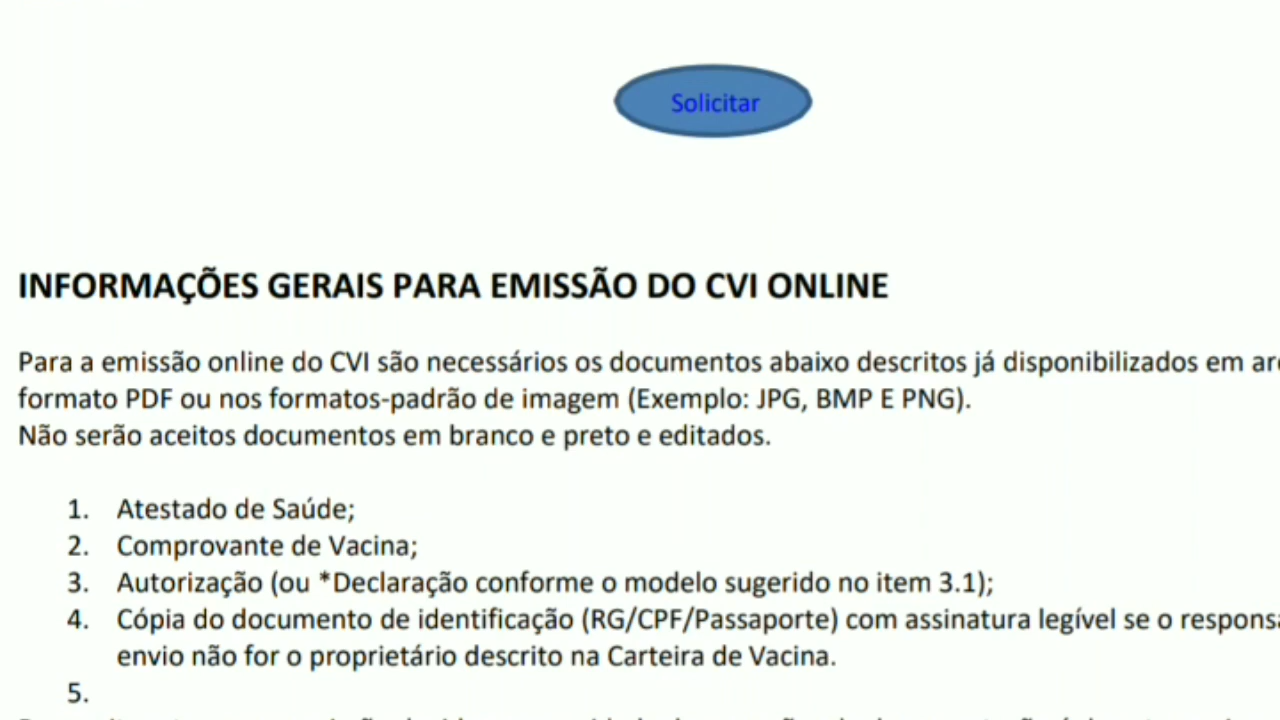 Solicitar
INFORMAÇÕES GERAIS PARA EMISSÃO DO CVI ONLINE
Para a emissão online do CVI são necessários os documentos abaixo descritos já disponibilizados em
formato PDF ou nos formatos-padrão de imagem (Exemplo: JPG, BMP E PNG).
Não serão aceitos documentos em branco e preto e editados.
1. Atestado de Saúde;
2. Comprovante de Vacina;
3. Autorização (ou *Declaração conforme o modelo sugerido no item 3.1);
4. Cópia do documento de identificação (RG/CPF/Passaporte) com assinatura legível se o
envio não for o proprietário descrito na Carteira de Vacina.
5.